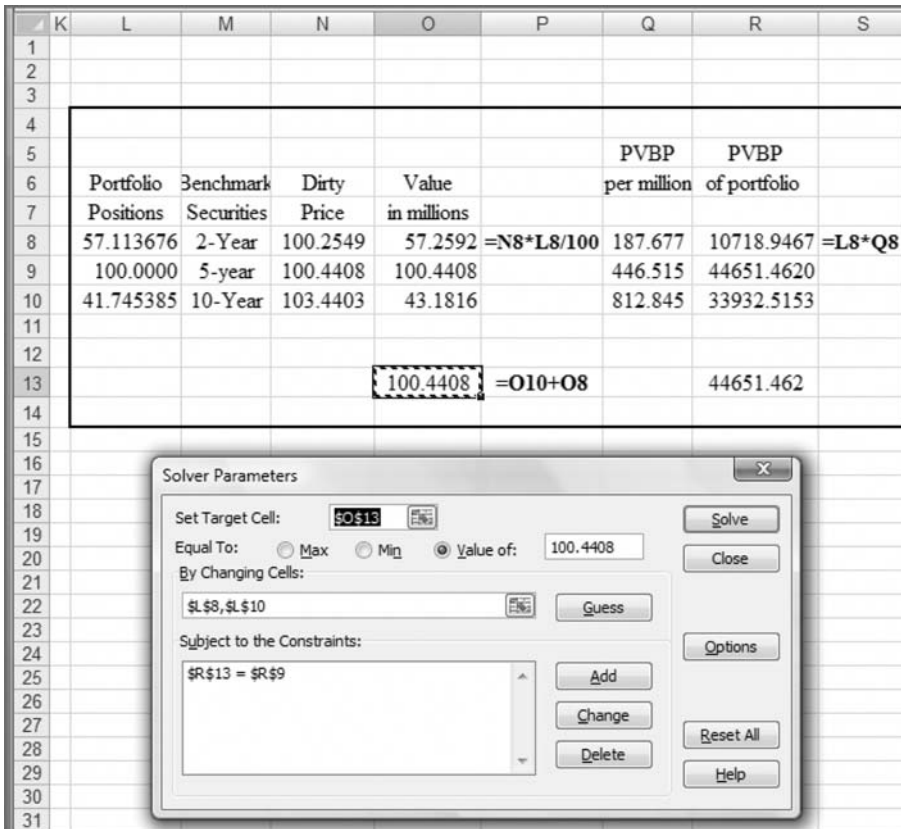 K L M N O P Q R S
1
2
3
4
5 PVBP PVBP
6 Portfolio Benchmark Dirty Value per million of portfolio
7 Positions Securities Price in millions
8 57.113676 2-Year 100.2549 57.2592 =N8*L8/100 187.677 10718.9467 =L8*Q8
9 100.0000 5-year 100.4408 100.4408 446.515 44651.4620
10 41.745385 10-Year 103.4403 43.1816 812.845 33932.5153
11
12
13 100.4408 =O10+O8 44651.462
14
15
16
17
18
19
20
21
22
23
24
25
26
27
28
29
30
31
Solver Parameters
Set Target Cell: $O$13 Solve
Equal To: Max Min Value of: 100.4408 Close
By Changing Cells:
$L$8,$L$10 Guess
Subject to the Constraints: Options
$R$13 = $R$9 Add
Change
Reset All
Delete
Help